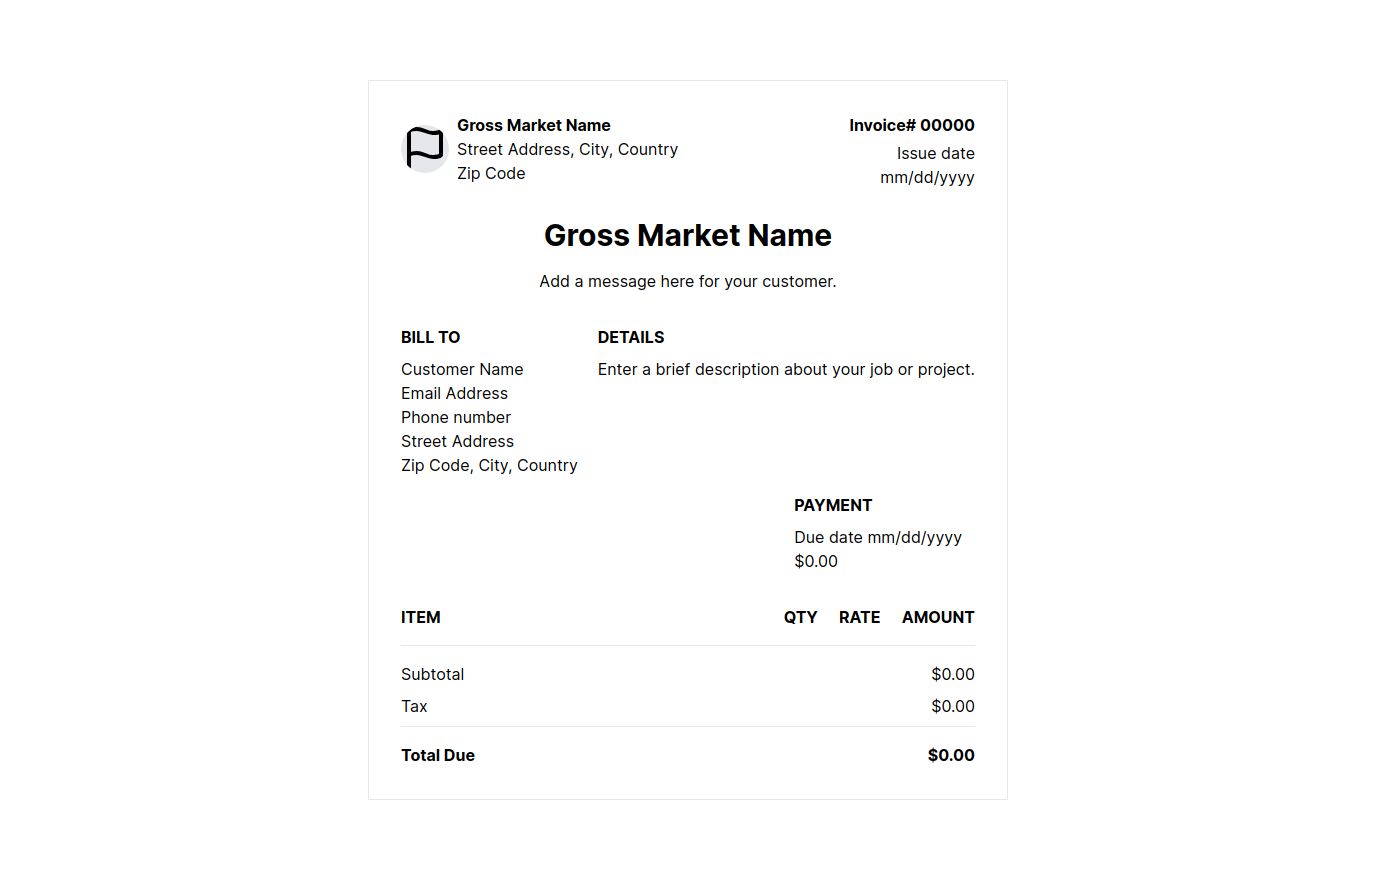 Gross Market Name
Street Address, City, Country
Zip Code
Invoice# 00000
Issue date
mm/dd/yyyy
Gross Market Name
Add a message here for your customer.
BILL TO
Customer Name
Email Address
Phone number
Street Address
Zip Code, City, Country
DETAILS
Enter a brief description about your job or project.
PAYMENT
Due date mm/dd/yyyy
$0.00
ITEM QTY RATE AMOUNT
Subtotal $0.00
Tax $0.00
Total Due $0.00